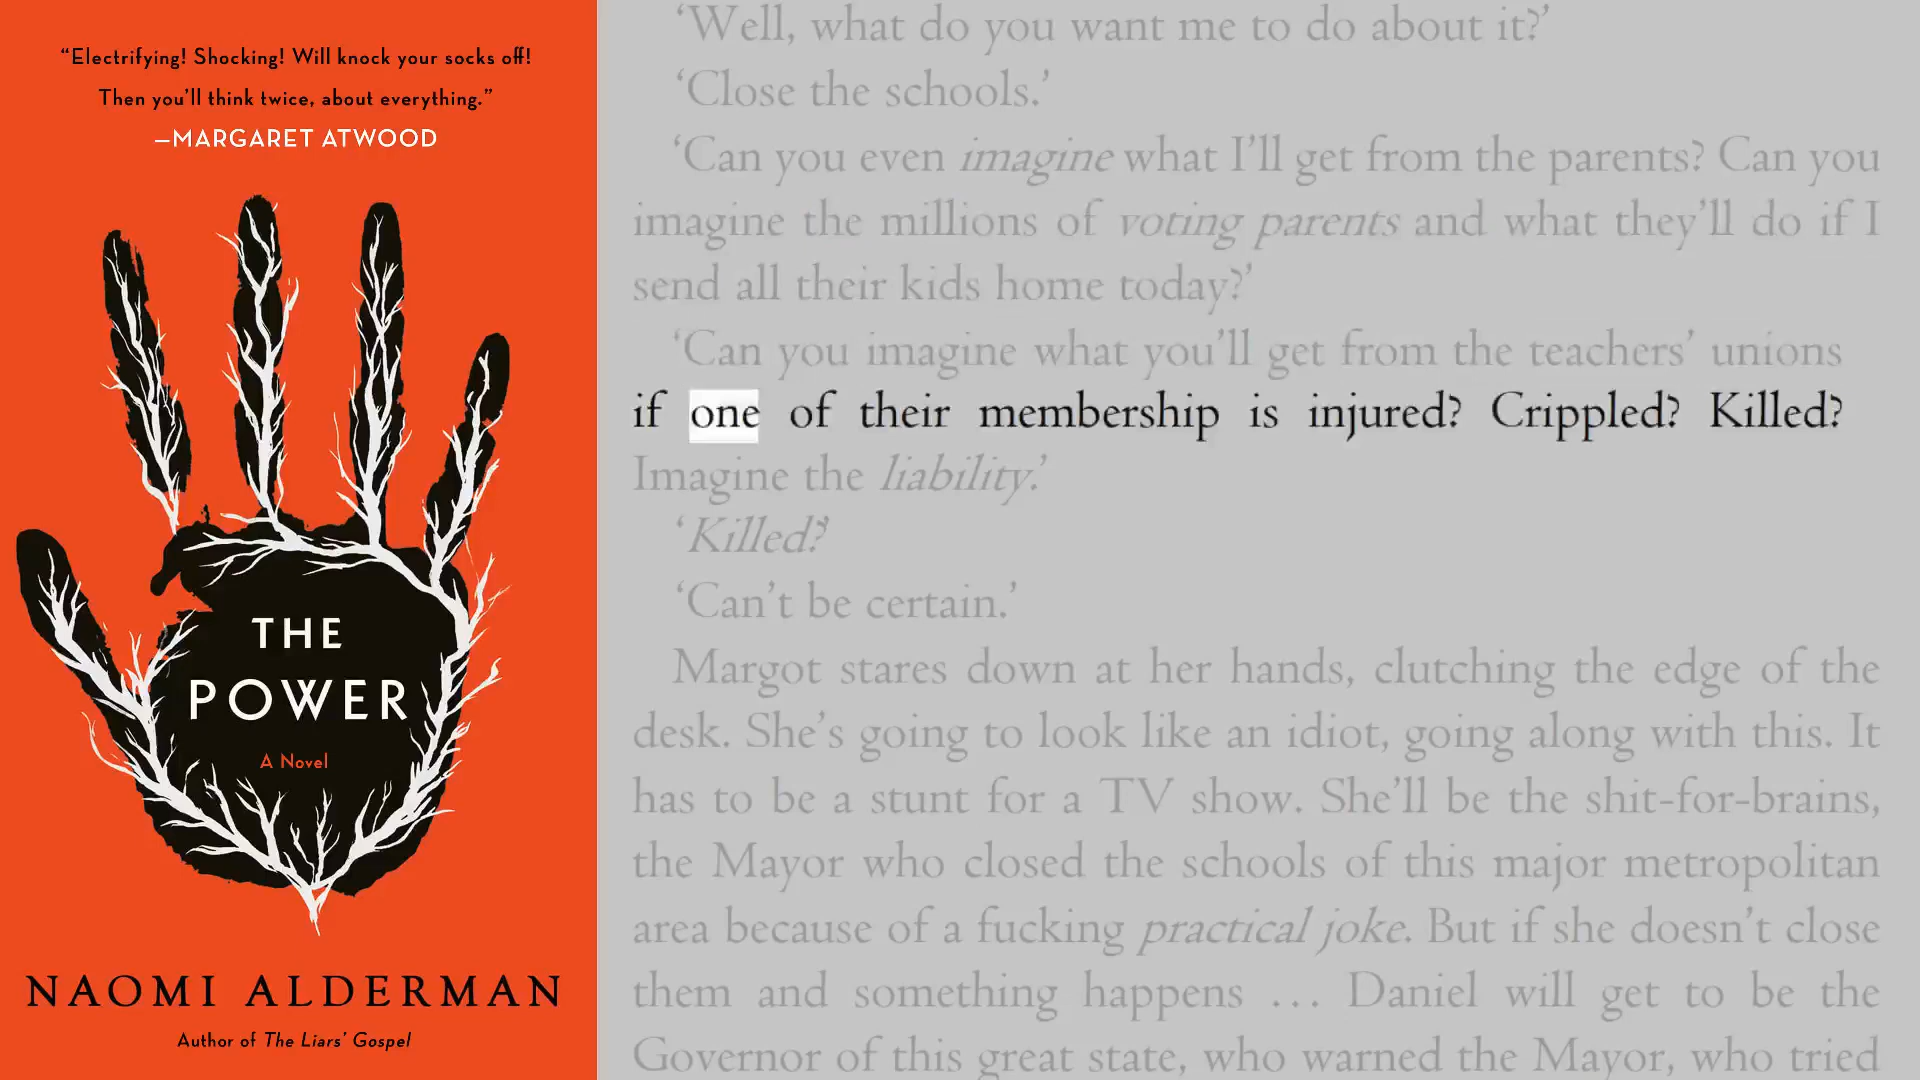 “Electrifying! Shocking! Will knock your socks off!
Then you’ll think twice, about everything.”
—MARGARET ATWOOD
THE
POWER
A Novel
NAOMI ALDERMAN
Author of The Liars’ Gospel
‘Well, what do you want me to do about it?’
‘Close the schools.’
‘Can you even imagine what I’ll get from the parents? Can you
imagine the millions of voting parents and what they’ll do if I
send all their kids home today?’
‘Can you imagine what you’ll get from the teachers’ unions
if one of their membership is injured? Crippled? Killed?
Imagine the liability.’
‘Killed?’
‘Can’t be certain.’
Margot stares down at her hands, clutching the edge of the
desk. She’s going to look like an idiot, going along with this. It
has to be a stunt for a TV show. She’ll be the shit-for-brains,
the Mayor who closed the schools of this major metropolitan
area because of a fucking practical joke. But if she doesn’t close
them and something happens … Daniel will get to be the
Governor of this great state, who warned the Mayor, who tried